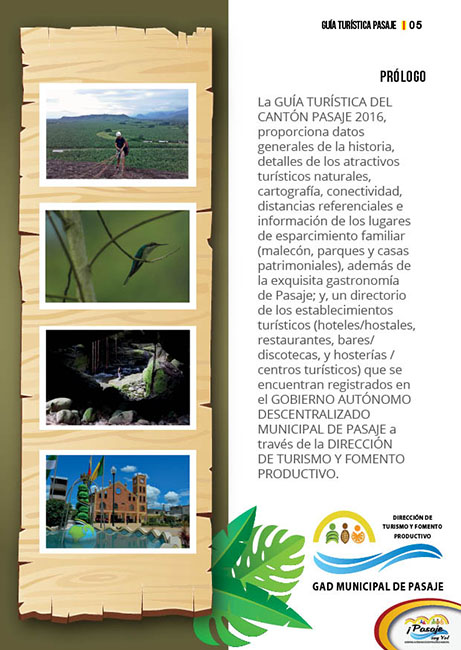 GUÍA TURÍSTICA PASAJE | 05
PRÓLOGO
La GUÍA TURÍSTICA DEL
CANTÓN PASAJE 2016,
proporciona datos
generales de la historia,
detalles de los atractivos
turísticos naturales,
cartografía, conectividad,
distancias referenciales e
información de los lugares
de esparcimiento familiar
(malecón, parques y casas
patrimoniales), además de
la exquisita gastronomía
de Pasaje; y, un directorio
de los establecimientos
turísticos (hoteles/hostales,
restaurantes, bares/
discotecas, y hosterías /
centros turísticos) que se
encuentran registrados en
el GOBIERNO AUTÓNOMO
DESCENTRALIZADO
MUNICIPAL DE PASAJE a
través de la DIRECCIÓN
DE TURISMO Y FOMENTO
PRODUCTIVO.
DIRECCIÓN DE
TURISMO Y FOMENTO
PRODUCTIVO
GAD MUNICIPAL DE PASAJE
¡Pasaje
soy Yo!